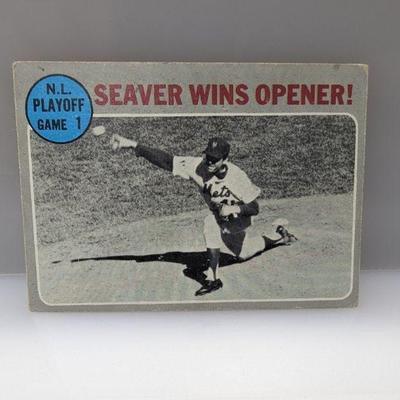 N.L.
PLAYOFF
GAME 1
SEAVER WINS OPENER!
Mets